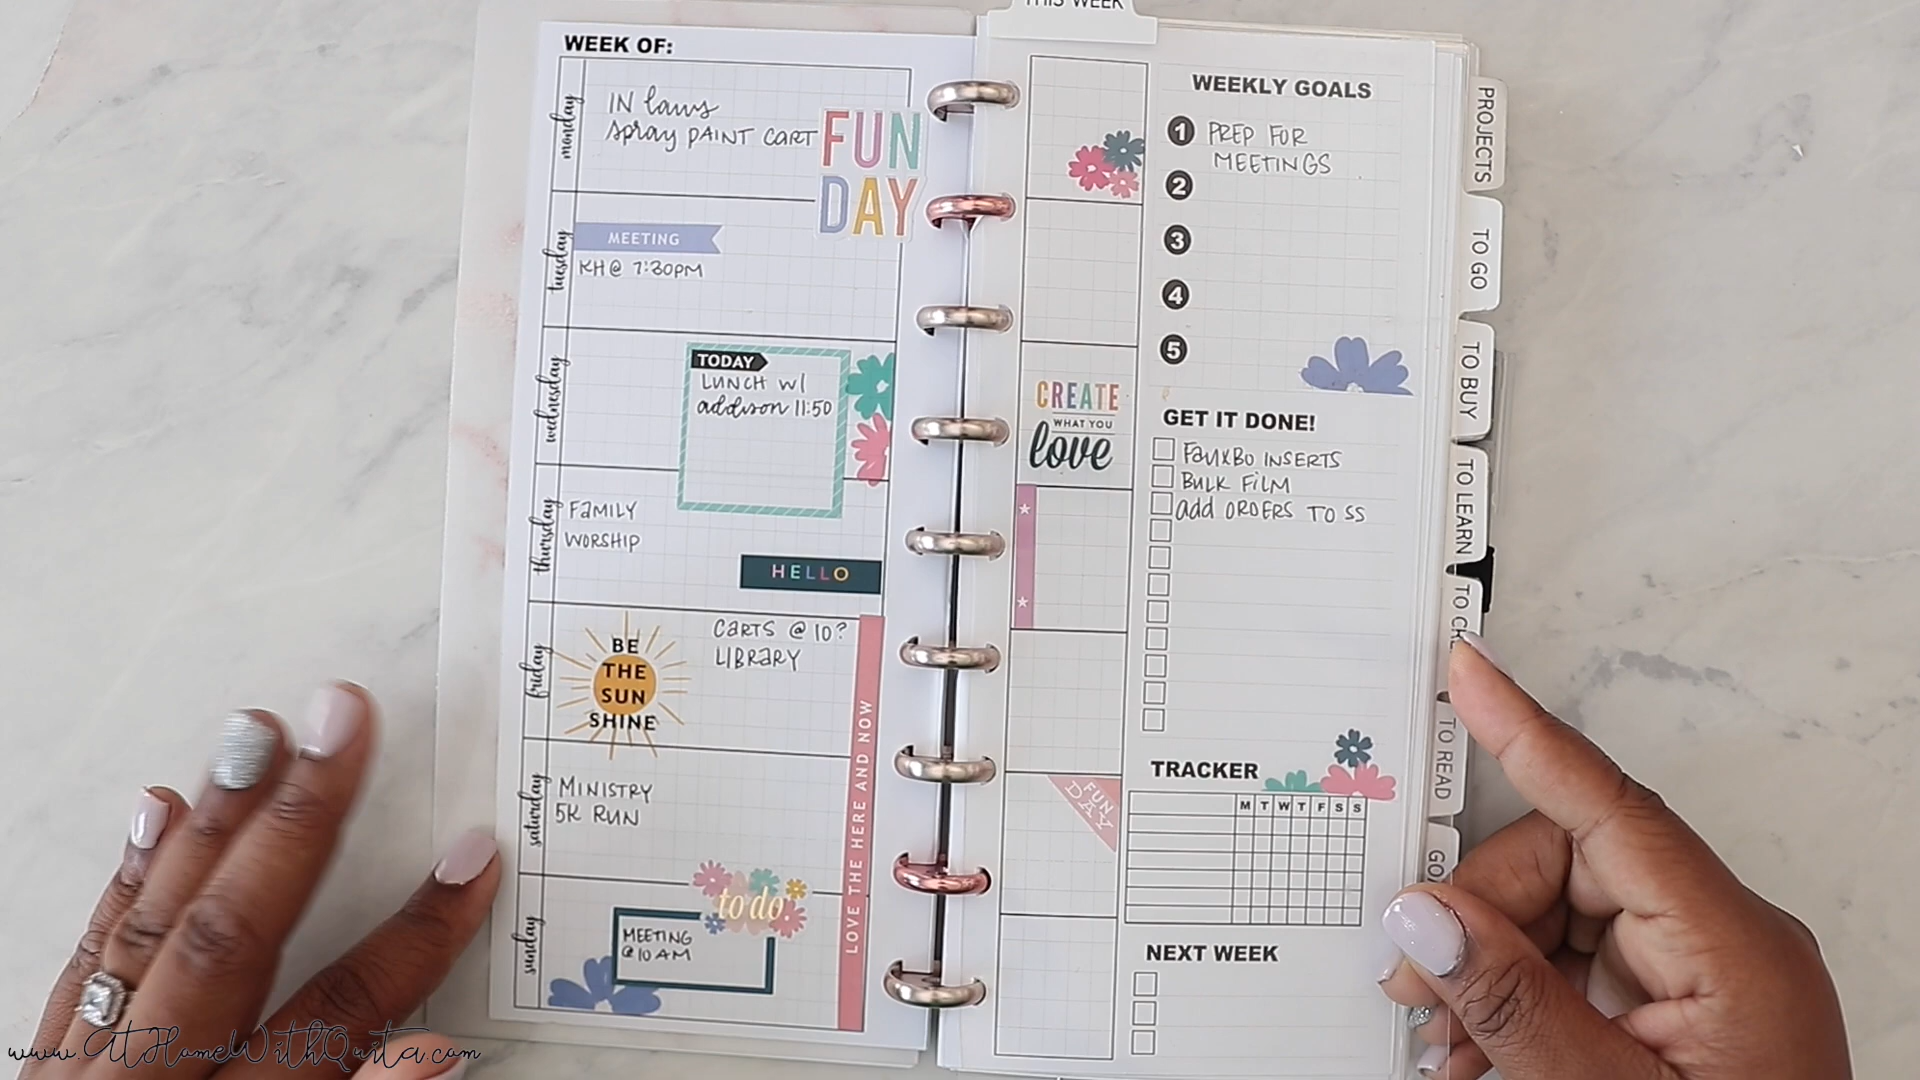 THIS WEEK
WEEK OF:
monday
IN laws
spray PAINT CART
FUN
DAY
tuesday
MEETING
KH@ 7:30PM
wednesday
TODAY
LUNCH W/
addison 11:50
thursday
FAMILY
WORSHIP
HELLO
friday
BE
THE
SUN
SHINE
CARTS @ 10?
LIBRARY
LOVE THE HERE AND NOW
saturday
MINISTRY
5K RUN
sunday
to do
MEETING
@ 10 AM
CREATE
WHAT YOU
love
FUN
DAY
WEEKLY GOALS
1 PREP FOR
MEETINGS
2
3
4
5
GET IT DONE!
FAUXBO INSERTS
BULK FILM
add ORDERS TO SS
TRACKER
M T W T F S S
NEXT WEEK
PROJECTS
TO GO
TO BUY
TO LEARN
TO
TO READ
www.AtHomeWithQuita.com